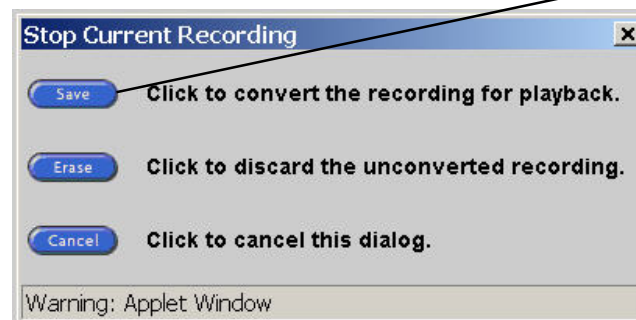 Stop Current Recording
Save Click to convert the recording for playback.
Erase Click to discard the unconverted recording.
Cancel Click to cancel this dialog.
Warning: Applet Window